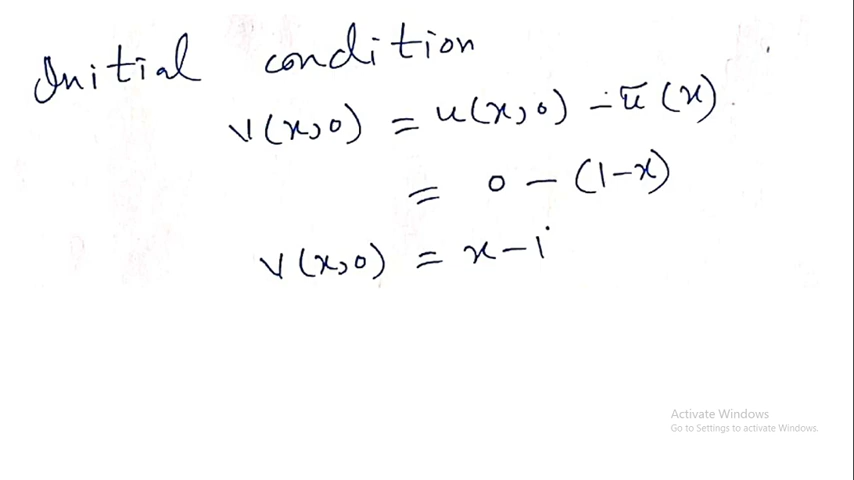 Initial condition
v(x,0) = u(x,0) - ū(x).
= 0 - (1-x)
v(x,0) = x-1
Activate Windows
Go to Settings to activate Windows.